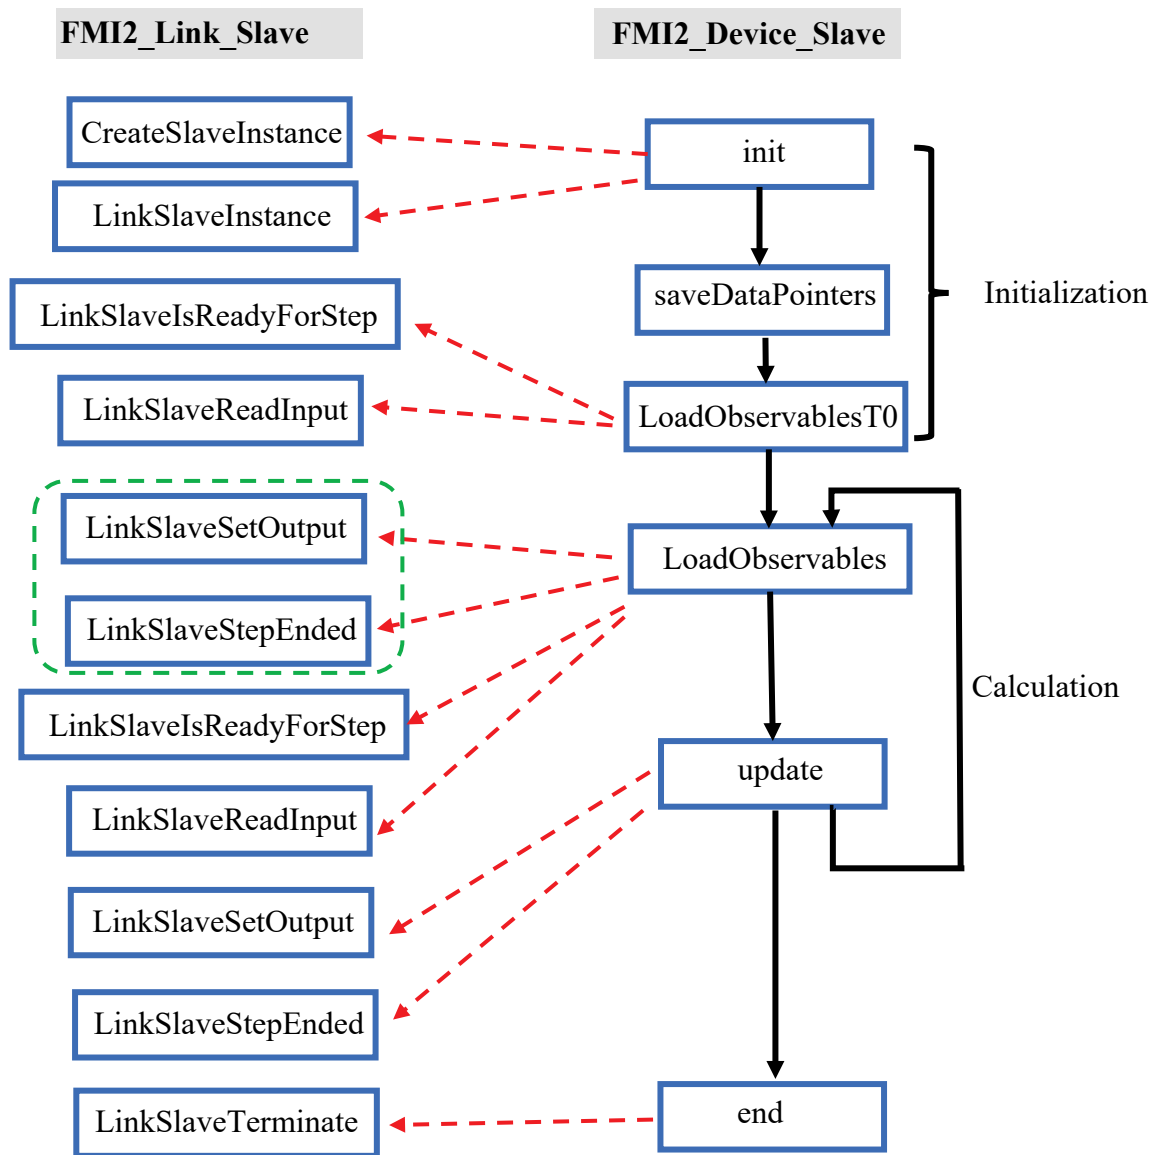 FMI2_Link_Slave
FMI2_Device_Slave
CreateSlaveInstance
init
LinkSlaveInstance
saveDataPointers
Initialization
LinkSlaveIsReadyForStep
LinkSlaveReadInput
LoadObservablesT0
LinkSlaveSetOutput
LoadObservables
LinkSlaveStepEnded
Calculation
LinkSlaveIsReadyForStep
update
LinkSlaveReadInput
LinkSlaveSetOutput
LinkSlaveStepEnded
LinkSlaveTerminate
end